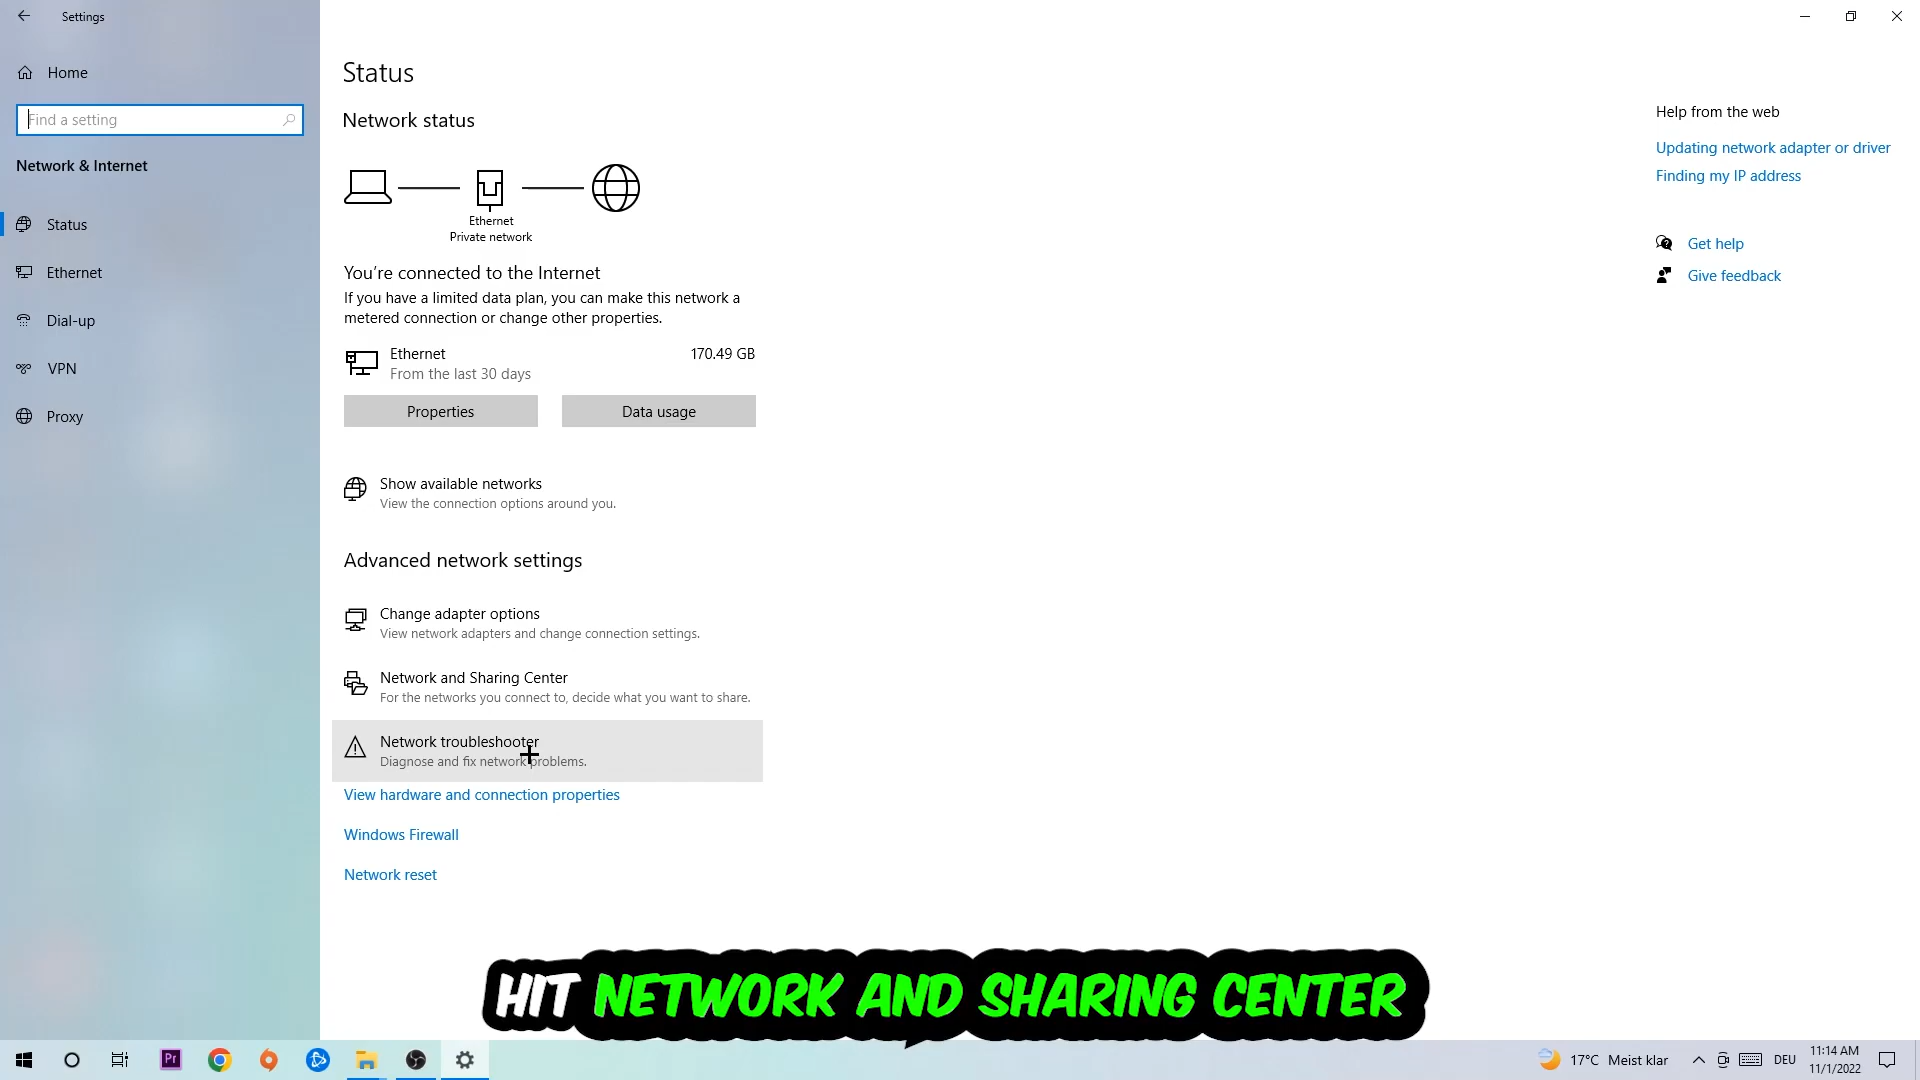 Settings
Home
Find a setting
Network & Internet
Status
Ethernet
Dial-up
VPN
Proxy
Status
Network status
Ethernet
Private network
You're connected to the Internet
If you have a limited data plan, you can make this network a
metered connection or change other properties.
Ethernet
From the last 30 days
170.49 GB
Properties
Data usage
Show available networks
View the connection options around you.
Advanced network settings
Change adapter options
View network adapters and change connection settings.
Network and Sharing Center
For the networks you connect to, decide what you want to share.
Network troubleshooter
Diagnose and fix network problems.
View hardware and connection properties
Windows Firewall
Network reset
Help from the web
Updating network adapter or driver
Finding my IP address
Get help
Give feedback
HIT NETWORK AND SHARING CENTER
Pr
17°C Meist klar
DEU
11:14 AM
11/1/2022